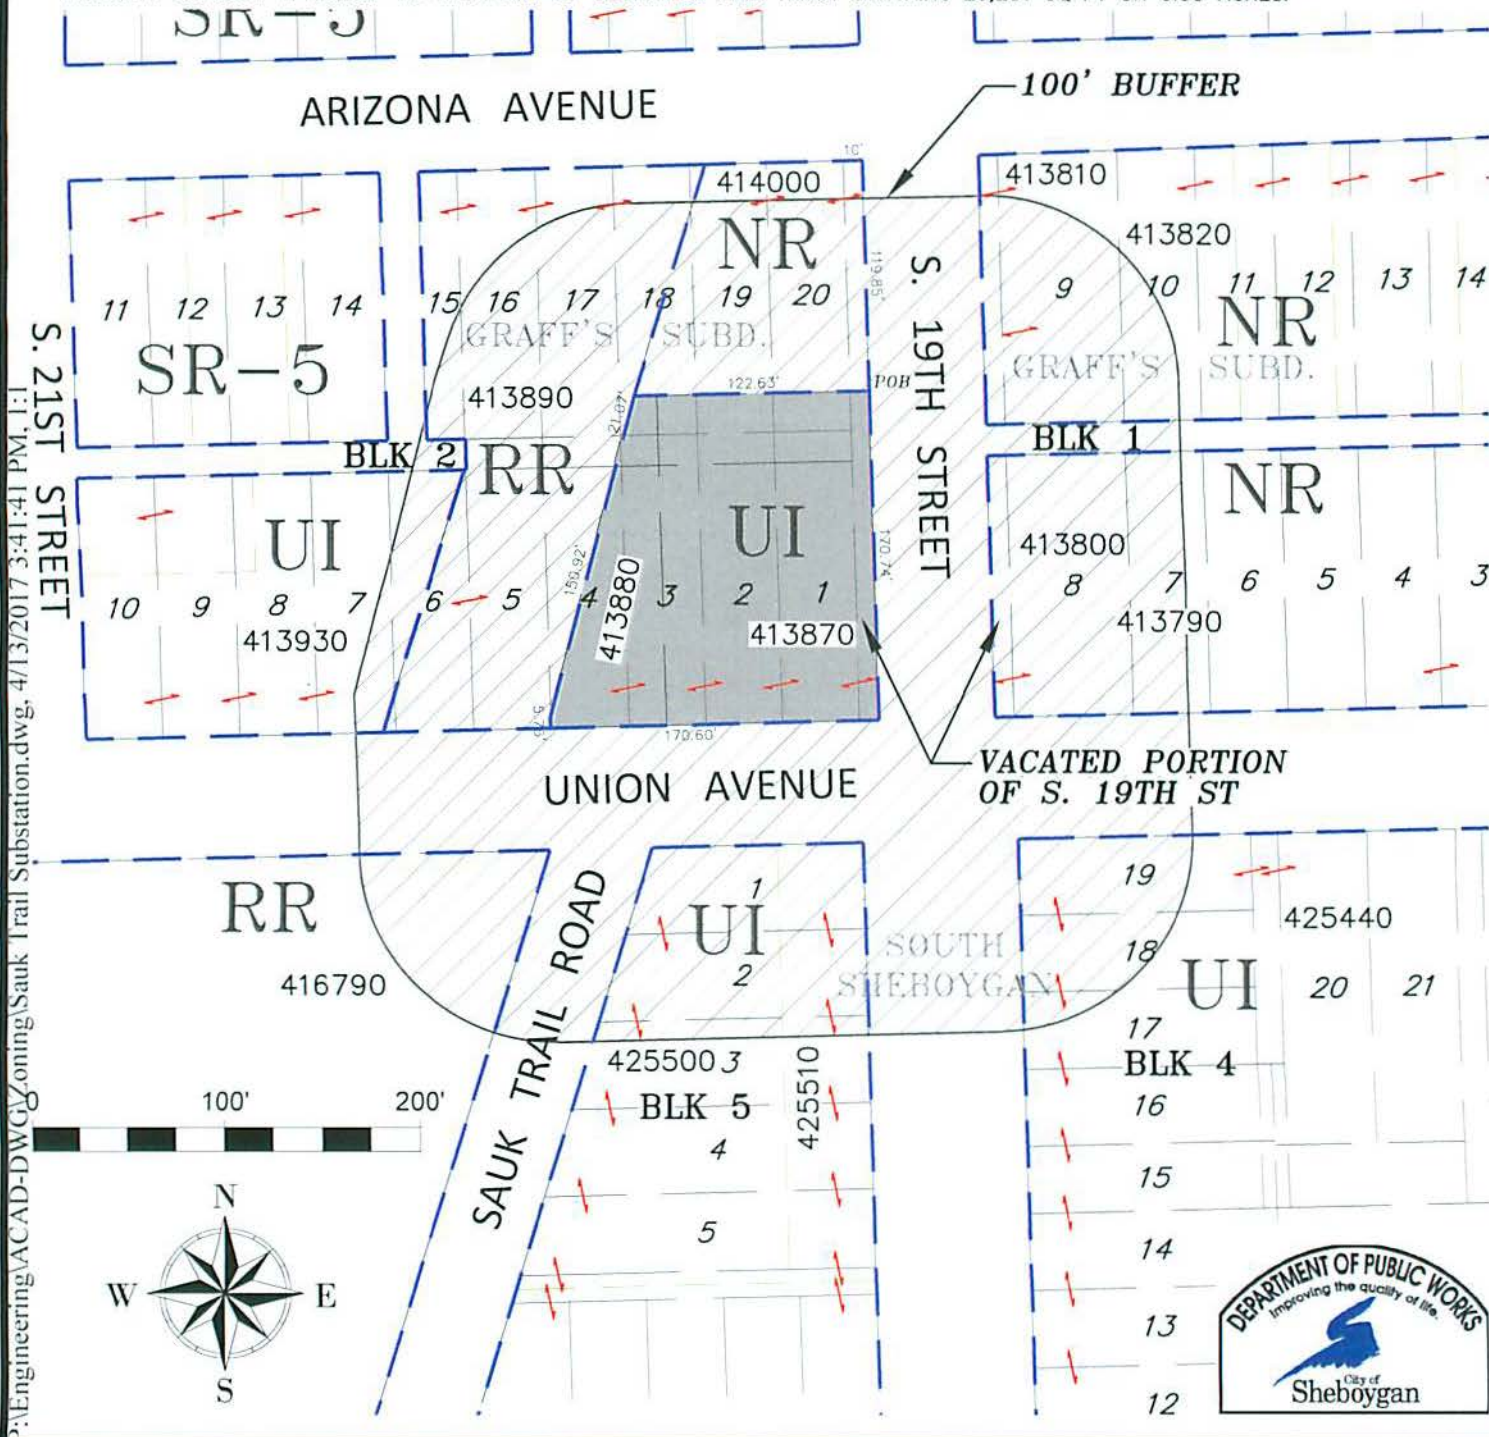 SR-5
ARIZONA AVENUE
100' BUFFER
10'
414000
413810
NR
413820
S. 19TH STREET
119.85'
11 12 13 14
15 16 17 18 19 20
9 10 11 12 13 14
NR
GRAFF'S SUBD.
GRAFF'S SUBD.
SR-5
S. 21ST STREET
413890
122.63'
POB
BLK 2
RR
BLK 1
NR
UI
UI
413800
170.74'
150.92'
413880
10 9 8 7 6 5 4 3 2 1
8 7 6 5 4 3
413930
413870
413790
170.60'
UNION AVENUE
VACATED PORTION
OF S. 19TH ST
RR
416790
SAUK TRAIL ROAD
1
UI
2
SOUTH
SHEBOYGAN
425500 3
BLK 5
425510
4
5
19
425440
18
UI
20 21
17
BLK 4
16
15
14
13
12
0 100' 200'
N
W E
S
DEPARTMENT OF PUBLIC WORKS
Improving the quality of life.
City of
Sheboygan
P:\Engineering\ACAD-DWG\Zoning\Sauk Trail Substation.dwg, 4/13/2017 3:41:41 PM, 1:1